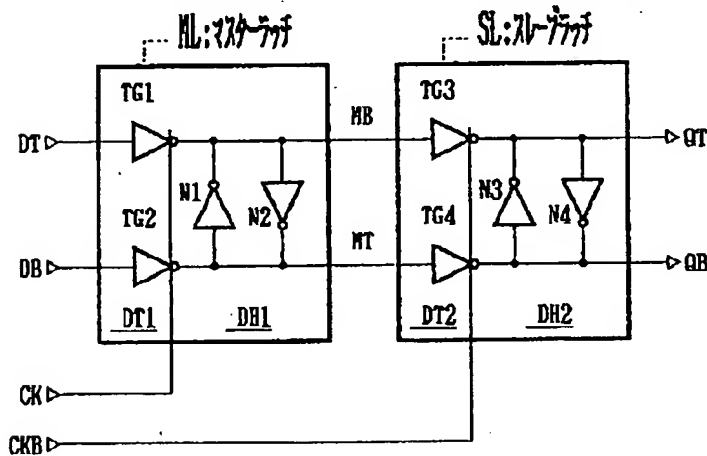 ML:マスターラッチ
SL:スレーブラッチ
TG1
TG3
DT
MB
QT
N1
N2
N3
N4
TG2
TG4
DB
MT
QB
DT1
DH1
DT2
DH2
CK
CKB